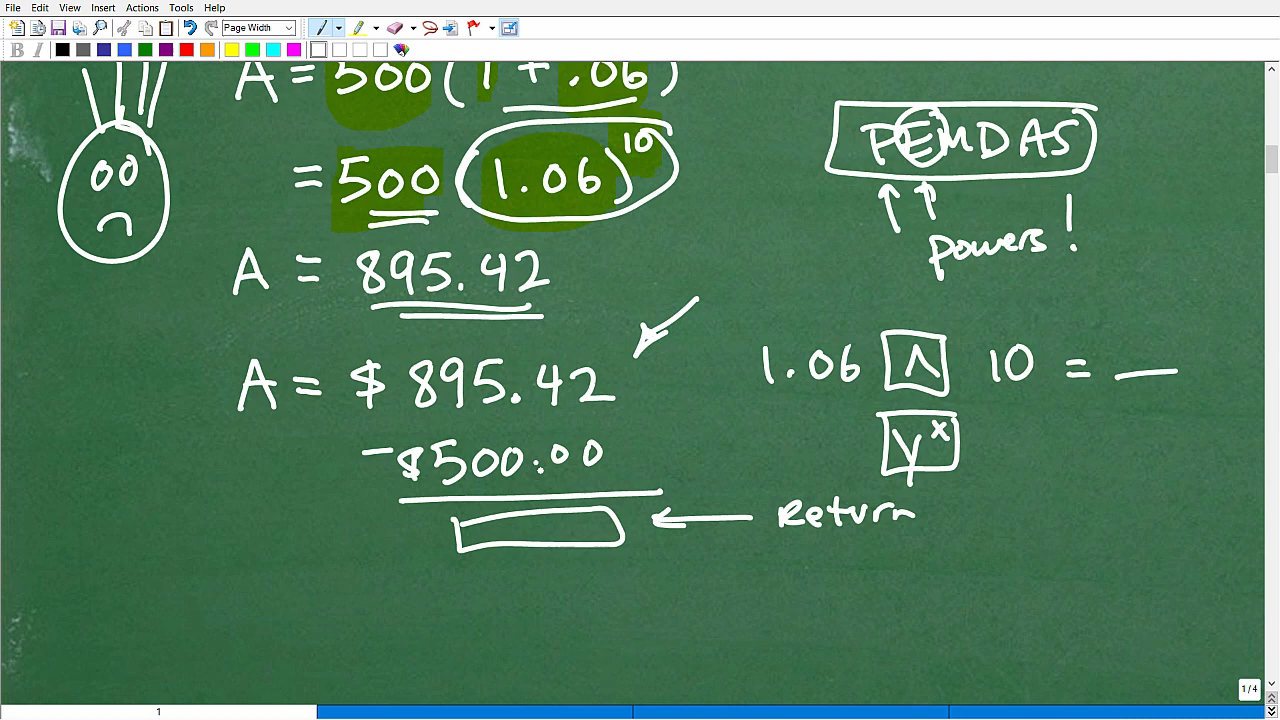 File Edit View Insert Actions Tools Help
Page Width
B I
A = 500 (1 + .06)
= 500 (1.06)^10
A = 895.42
A = $ 895.42
- $500.00
← Return
PEMDAS
powers!
1.06 ^ 10 = __
y^x
1/4
1